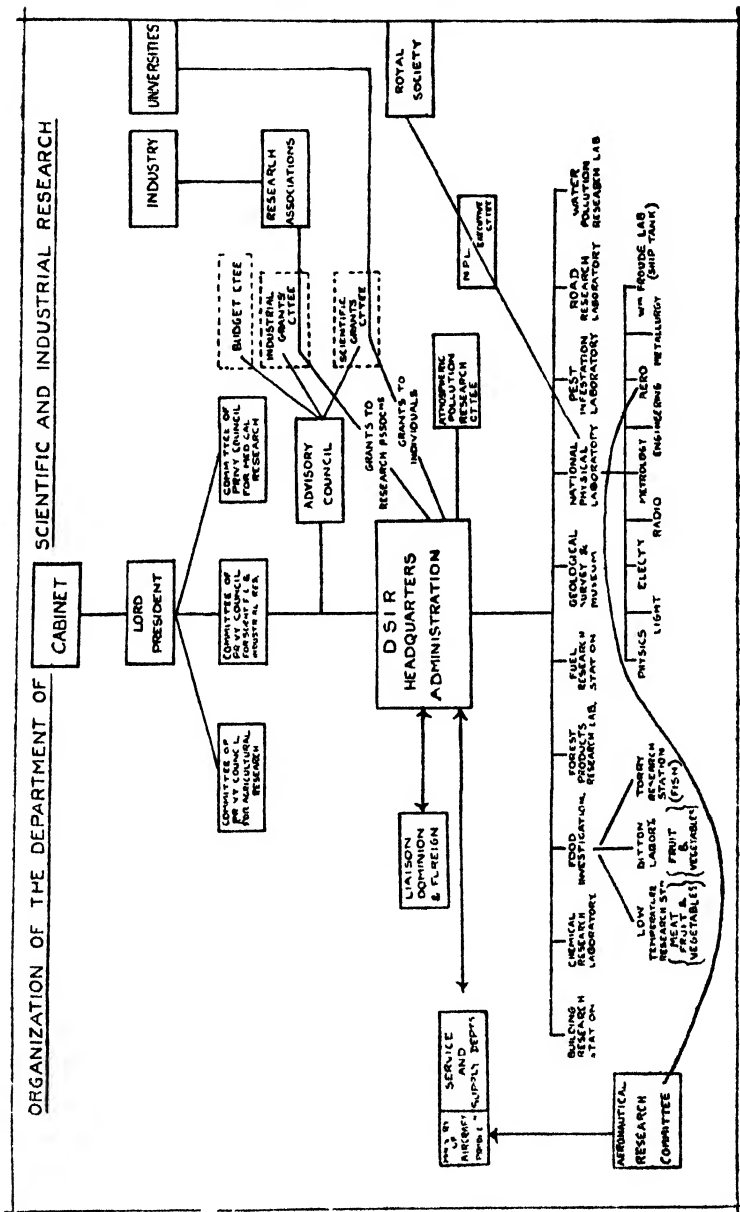 ORGANIZATION OF THE DEPARTMENT OF SCIENTIFIC AND INDUSTRIAL RESEARCH
CABINET
LORD
PRESIDENT
COMMITTEE OF
PRIVY COUNCIL
FOR AGRICULTURAL
RESEARCH
COMMITTEE OF
PRIVY COUNCIL
FOR SCIENTIFIC &
INDUSTRIAL RES.
COMMITTEE OF
PRIVY COUNCIL
FOR MEDICAL
RESEARCH
INDUSTRY
UNIVERSITIES
RESEARCH
ASSOCIATIONS
BUDGET CTEE
INDUSTRIAL
GRANTS
CTTEE
SCIENTIFIC
GRANTS
CTTEE
ADVISORY
COUNCIL
GRANTS TO
RESEARCH ASSOCNS
GRANTS TO
INDIVIDUALS
ROYAL
SOCIETY
LIAISON
DOMINION
& FOREIGN
DSIR
HEADQUARTERS
ADMINISTRATION
ATMOSPHERIC
POLLUTION
RESEARCH
CTTEE
N.P.L.
EXECUTIVE
CTTEE
OF
AIRCRAFT
SERVICE
AND
SUPPLY DEPTS
BUILDING
RESEARCH
STATION
CHEMICAL
RESEARCH
LABORATORY
FOOD
INVESTIGATION
FOREST
PRODUCTS
RESEARCH LAB.
FUEL
RESEARCH
STATION
GEOLOGICAL
SURVEY &
MUSEUM
NATIONAL
PHYSICAL
LABORATORY
PEST
INFESTATION
LABORATORY
ROAD
RESEARCH
LABORATORY
WATER
POLLUTION
RESEARCH LAB
LOW
TEMPERATURE
RESEARCH STN
(MEAT
FRUIT &
VEGETABLES)
DITTON
LABORY
(FRUIT
&
VEGETABLES)
TORRY
RESEARCH
STATION
(FISH)
PHYSICS
LIGHT
ELECTY
RADIO
METROLOGY
ENGINEERING
AERO
METALLURGY
WM FROUDE LAB
(SHIP TANK)
AERONAUTICAL
RESEARCH
COMMITTEE